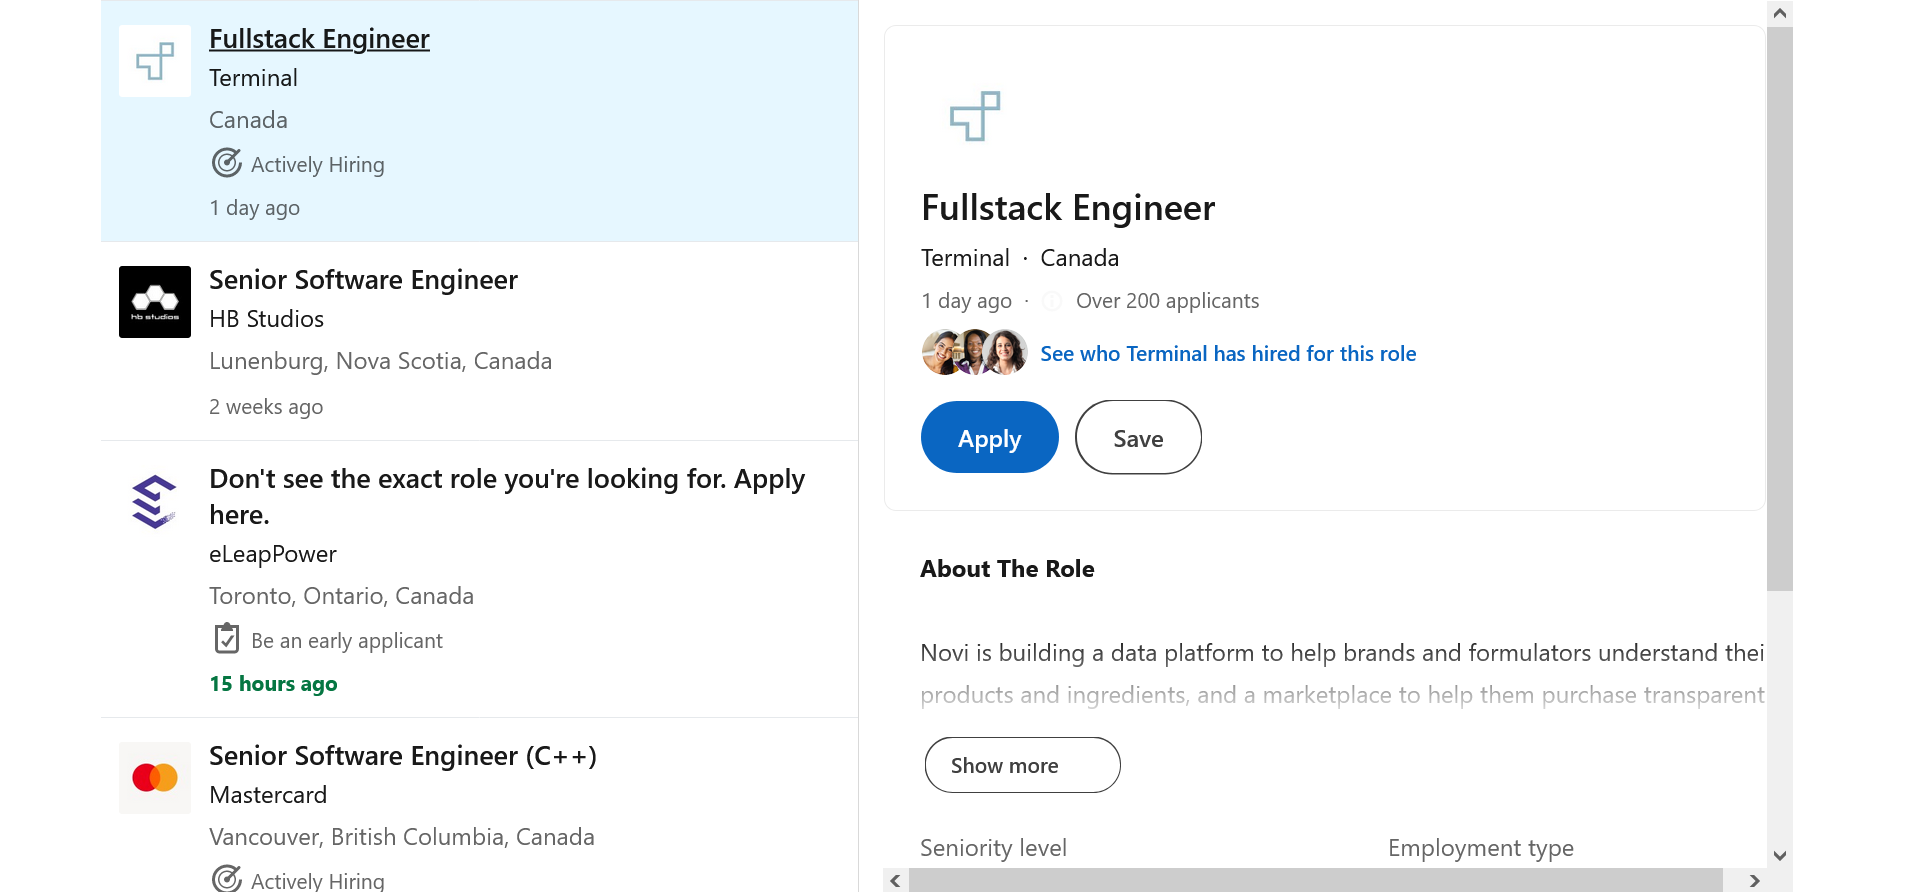 Fullstack Engineer
Terminal
Canada
Actively Hiring
1 day ago
hb studios
Senior Software Engineer
HB Studios
Lunenburg, Nova Scotia, Canada
2 weeks ago
Don't see the exact role you're looking for. Apply
here.
eLeapPower
Toronto, Ontario, Canada
Be an early applicant
15 hours ago
Senior Software Engineer (C++)
Mastercard
Vancouver, British Columbia, Canada
Actively Hiring
Fullstack Engineer
Terminal · Canada
1 day ago · Over 200 applicants
See who Terminal has hired for this role
Apply Save
About The Role
Novi is building a data platform to help brands and formulators understand thei
products and ingredients, and a marketplace to help them purchase transparent
Show more
Seniority level Employment type